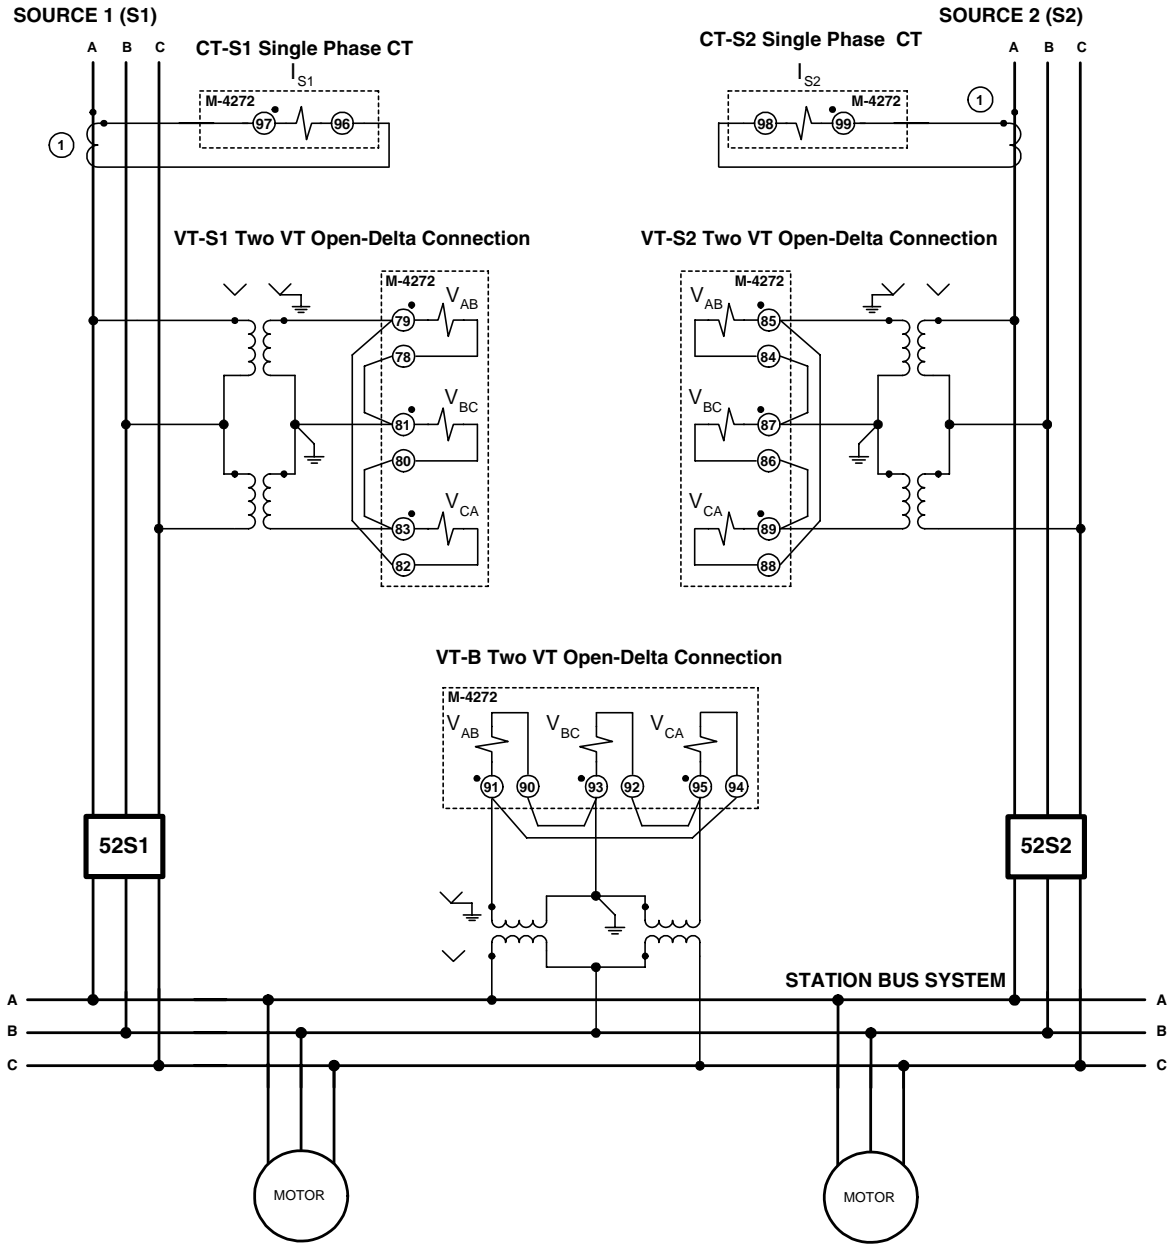 SOURCE 1 (S1)
SOURCE 2 (S2)
A B C
CT-S1 Single Phase CT
CT-S2 Single Phase CT
A B C
I S1
I S2
M-4272
M-4272
97 96
98 99
1
1
VT-S1 Two VT Open-Delta Connection
VT-S2 Two VT Open-Delta Connection
M-4272
M-4272
V AB
V AB
79
85
78
84
V BC
V BC
81
87
80
86
V CA
V CA
83
89
82
88
VT-B Two VT Open-Delta Connection
M-4272
V AB V BC V CA
91 90 93 92 95 94
52S1
52S2
STATION BUS SYSTEM
A A
B B
C C
MOTOR
MOTOR